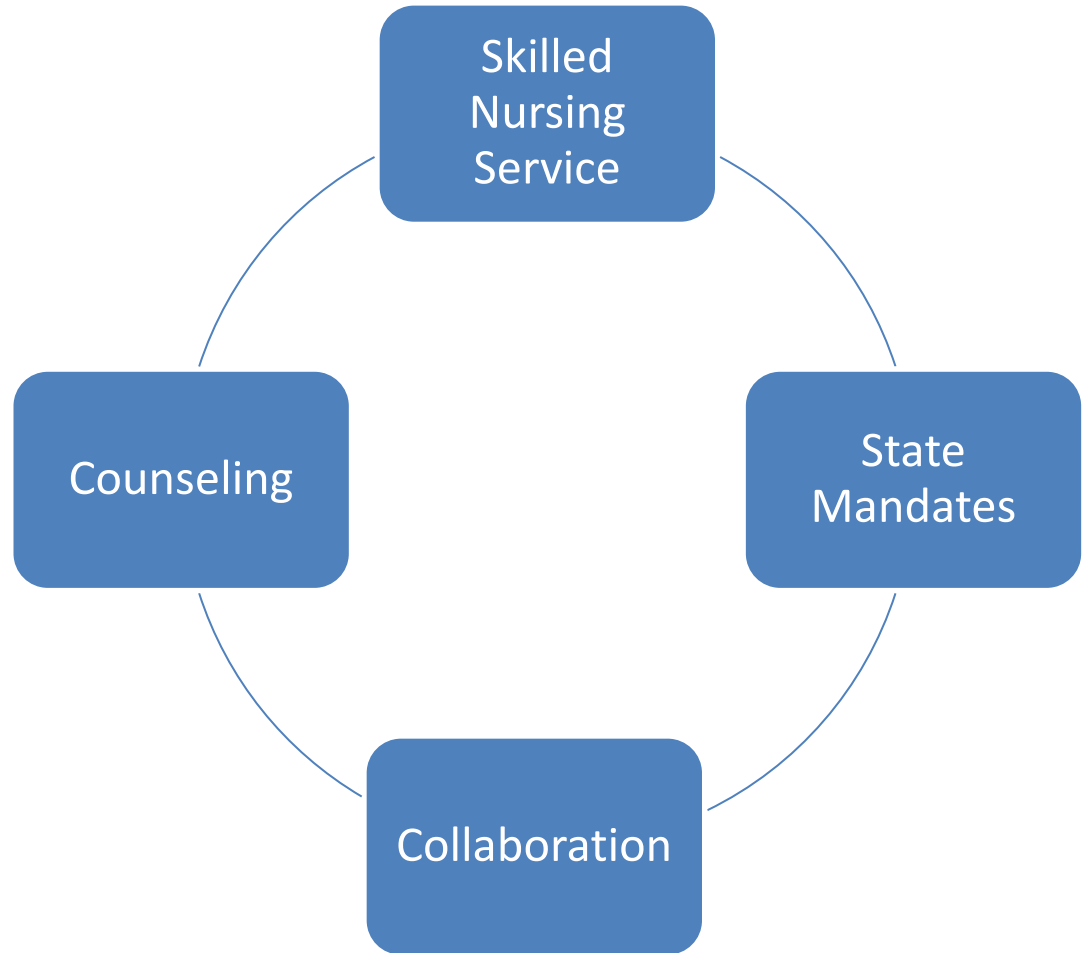 Skilled
Nursing
Service
Counseling
State
Mandates
Collaboration